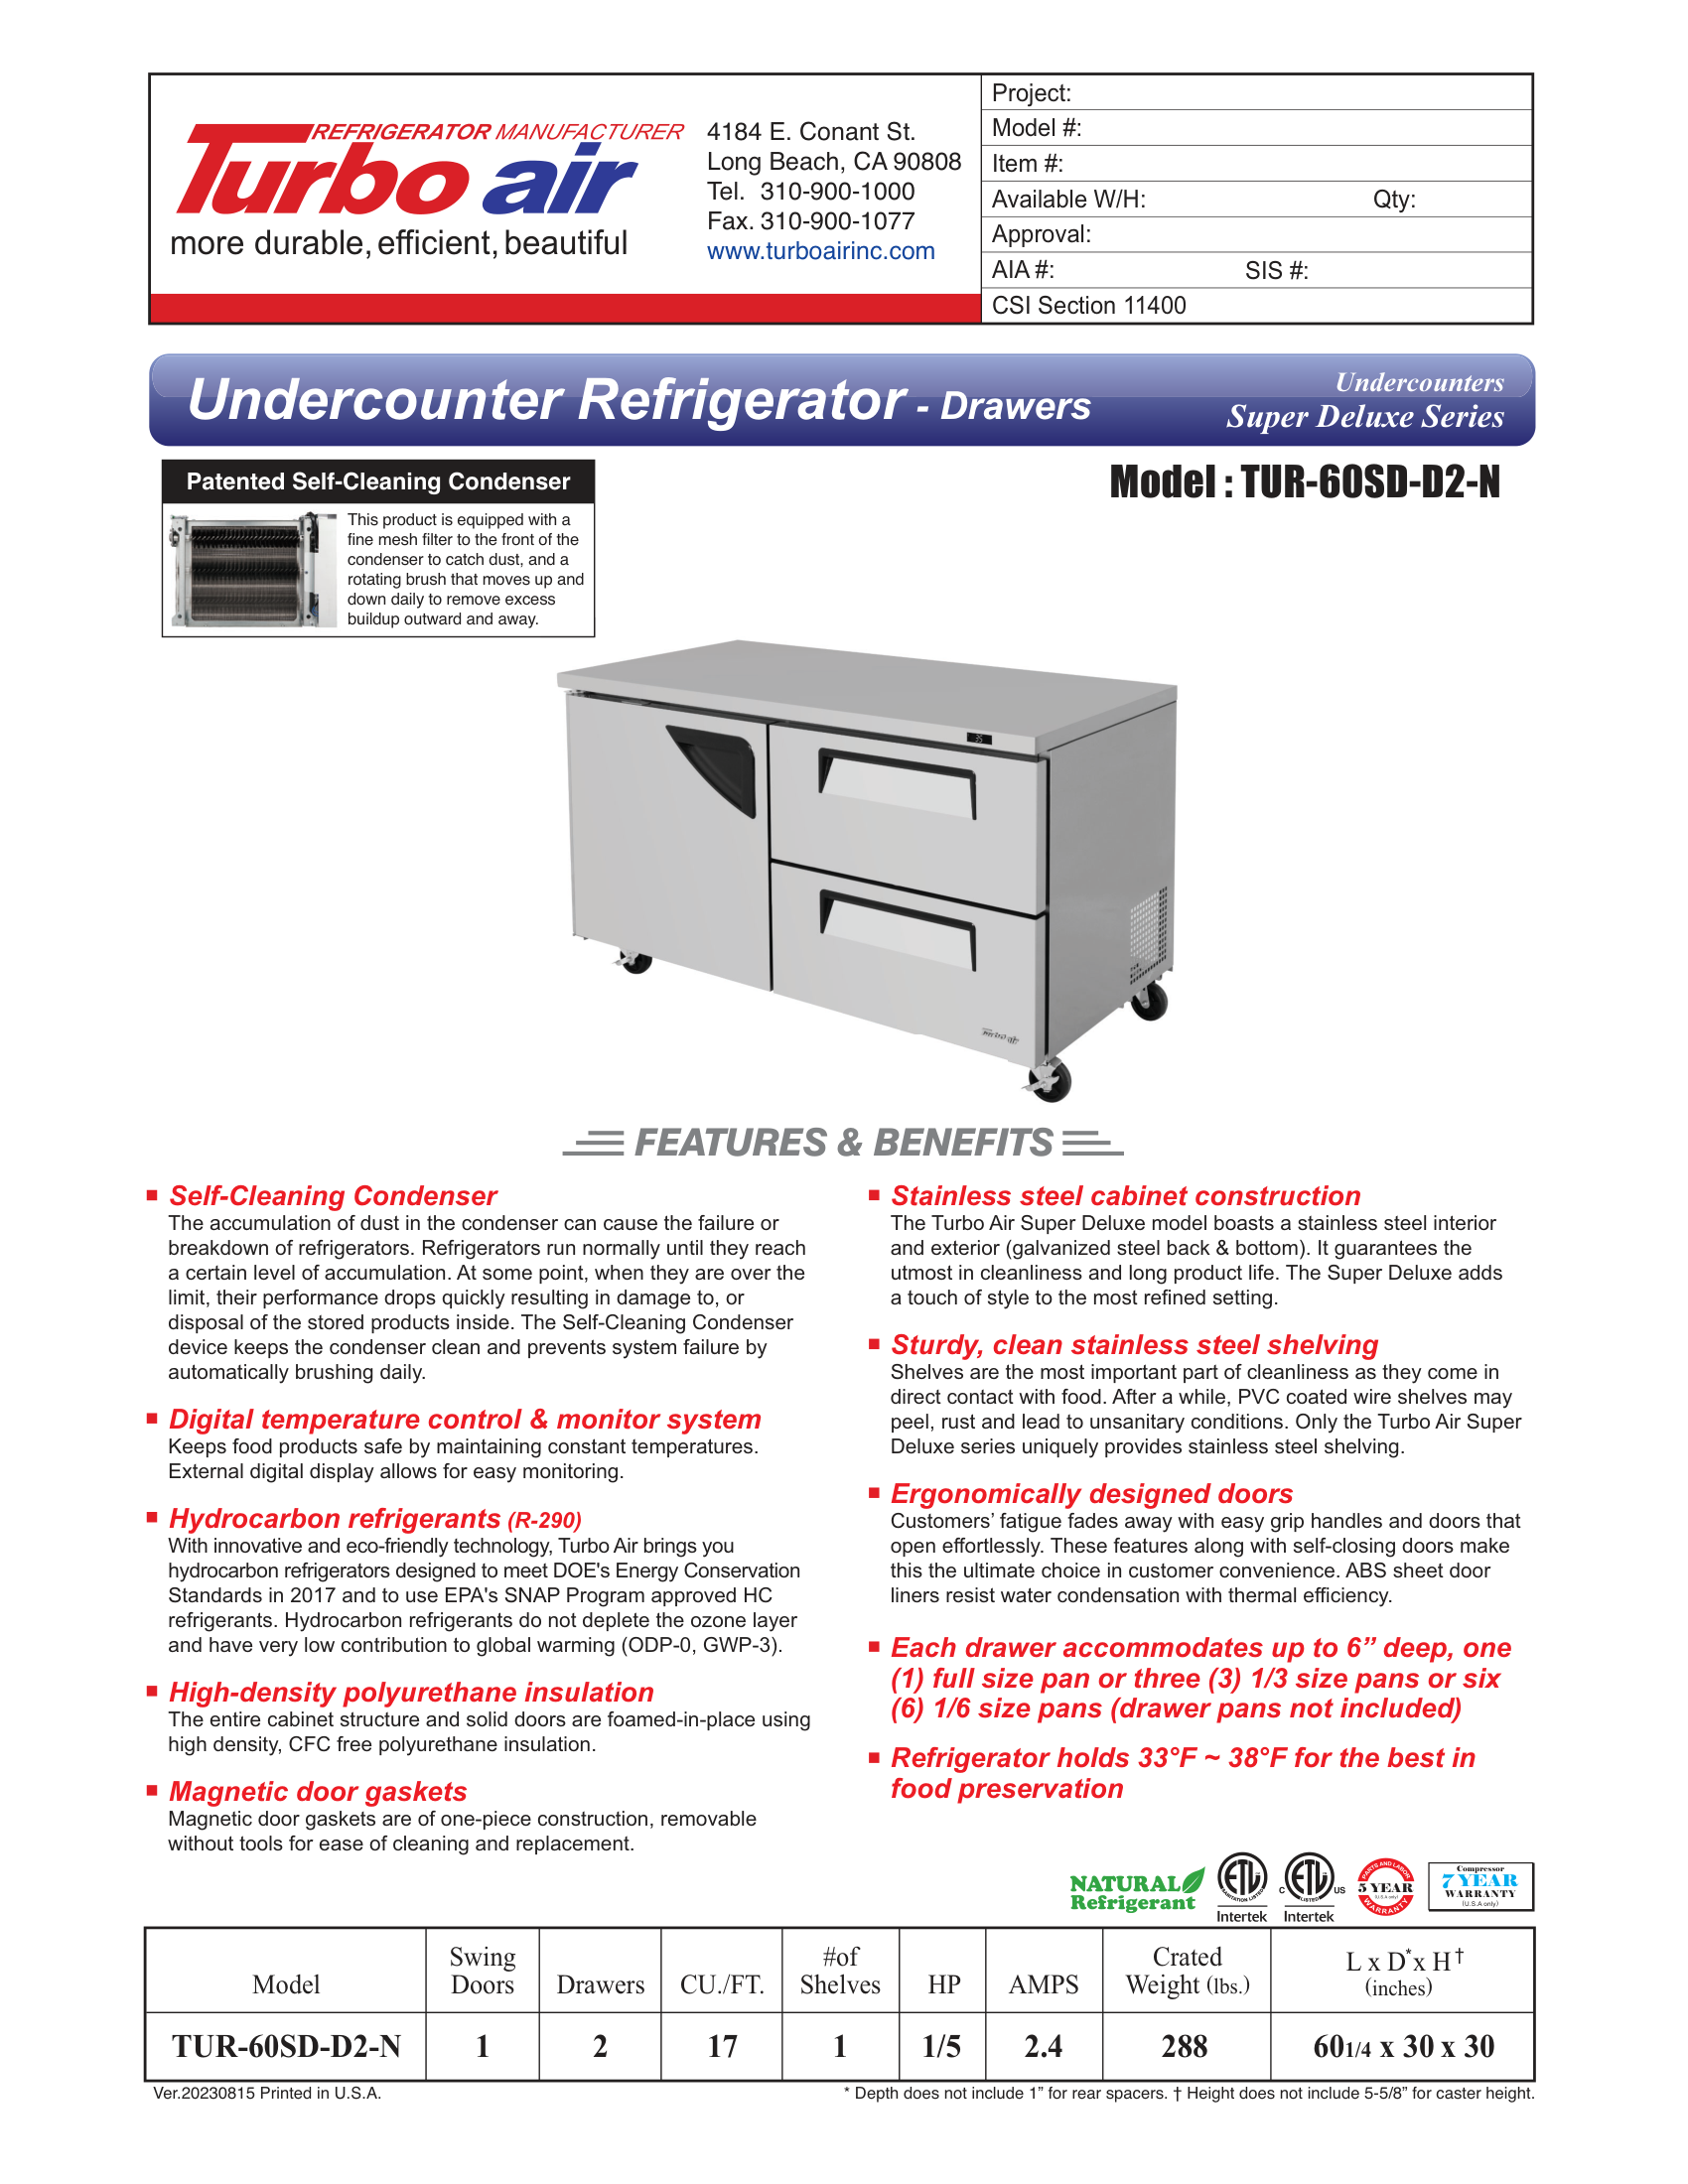 REFRIGERATOR MANUFACTURER
Turbo air
more durable, efficient, beautiful
4184 E. Conant St.
Long Beach, CA 90808
Tel. 310-900-1000
Fax. 310-900-1077
www.turboairinc.com
Project:
Model #:
Item #:
Available W/H: Qty:
Approval:
AIA #: SIS #:
CSI Section 11400
Undercounter Refrigerator - Drawers
Undercounters
Super Deluxe Series
Patented Self-Cleaning Condenser
This product is equipped with a
fine mesh filter to the front of the
condenser to catch dust, and a
rotating brush that moves up and
down daily to remove excess
buildup outward and away.
Model : TUR-60SD-D2-N
35
Turbo air
FEATURES & BENEFITS
Self-Cleaning Condenser
The accumulation of dust in the condenser can cause the failure or
breakdown of refrigerators. Refrigerators run normally until they reach
a certain level of accumulation. At some point, when they are over the
limit, their performance drops quickly resulting in damage to, or
disposal of the stored products inside. The Self-Cleaning Condenser
device keeps the condenser clean and prevents system failure by
automatically brushing daily.
Digital temperature control & monitor system
Keeps food products safe by maintaining constant temperatures.
External digital display allows for easy monitoring.
Hydrocarbon refrigerants (R-290)
With innovative and eco-friendly technology, Turbo Air brings you
hydrocarbon refrigerators designed to meet DOE's Energy Conservation
Standards in 2017 and to use EPA's SNAP Program approved HC
refrigerants. Hydrocarbon refrigerants do not deplete the ozone layer
and have very low contribution to global warming (ODP-0, GWP-3).
High-density polyurethane insulation
The entire cabinet structure and solid doors are foamed-in-place using
high density, CFC free polyurethane insulation.
Magnetic door gaskets
Magnetic door gaskets are of one-piece construction, removable
without tools for ease of cleaning and replacement.
Stainless steel cabinet construction
The Turbo Air Super Deluxe model boasts a stainless steel interior
and exterior (galvanized steel back & bottom). It guarantees the
utmost in cleanliness and long product life. The Super Deluxe adds
a touch of style to the most refined setting.
Sturdy, clean stainless steel shelving
Shelves are the most important part of cleanliness as they come in
direct contact with food. After a while, PVC coated wire shelves may
peel, rust and lead to unsanitary conditions. Only the Turbo Air Super
Deluxe series uniquely provides stainless steel shelving.
Ergonomically designed doors
Customers' fatigue fades away with easy grip handles and doors that
open effortlessly. These features along with self-closing doors make
this the ultimate choice in customer convenience. ABS sheet door
liners resist water condensation with thermal efficiency.
Each drawer accommodates up to 6” deep, one
(1) full size pan or three (3) 1/3 size pans or six
(6) 1/6 size pans (drawer pans not included)
Refrigerator holds 33°F ~ 38°F for the best in
food preservation
NATURAL
Refrigerant
ETL
SANITATION LISTED
Intertek
C ETL US
LISTED
Intertek
PARTS AND LABOR
5 YEAR
(U.S.A only)
WARRANTY
Compressor
7 YEAR
WARRANTY
(U.S.A only)
Model Swing Doors Drawers CU./FT. #of Shelves HP AMPS Crated Weight (lbs.) L x D* x H† (inches)
TUR-60SD-D2-N 1 2 17 1 1/5 2.4 288 601/4 x 30 x 30
Ver.20230815 Printed in U.S.A.
* Depth does not include 1” for rear spacers. † Height does not include 5-5/8” for caster height.